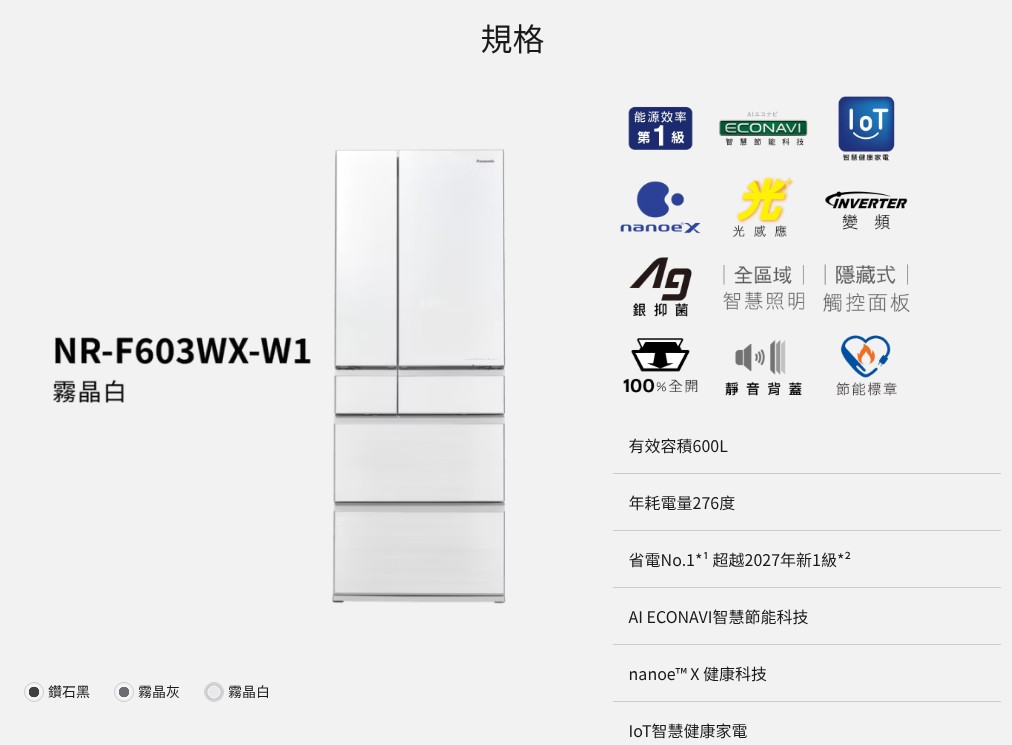 規格
能源效率
第1級
AIエコナビ
ECONAVI
智慧節能科技
IoT
智慧健康家電
nanoe X
光
光感應
INVERTER
變頻
Ag
銀抑菌
全區域
智慧照明
隱藏式
觸控面板
100%全開
靜音背蓋
節能標章
Panasonic
NR-F603WX-W1
霧晶白
有效容積600L
年耗電量276度
省電No.1*¹ 超越2027年新1級*²
AI ECONAVI智慧節能科技
nanoe™ X 健康科技
IoT智慧健康家電
鑽石黑
霧晶灰
霧晶白